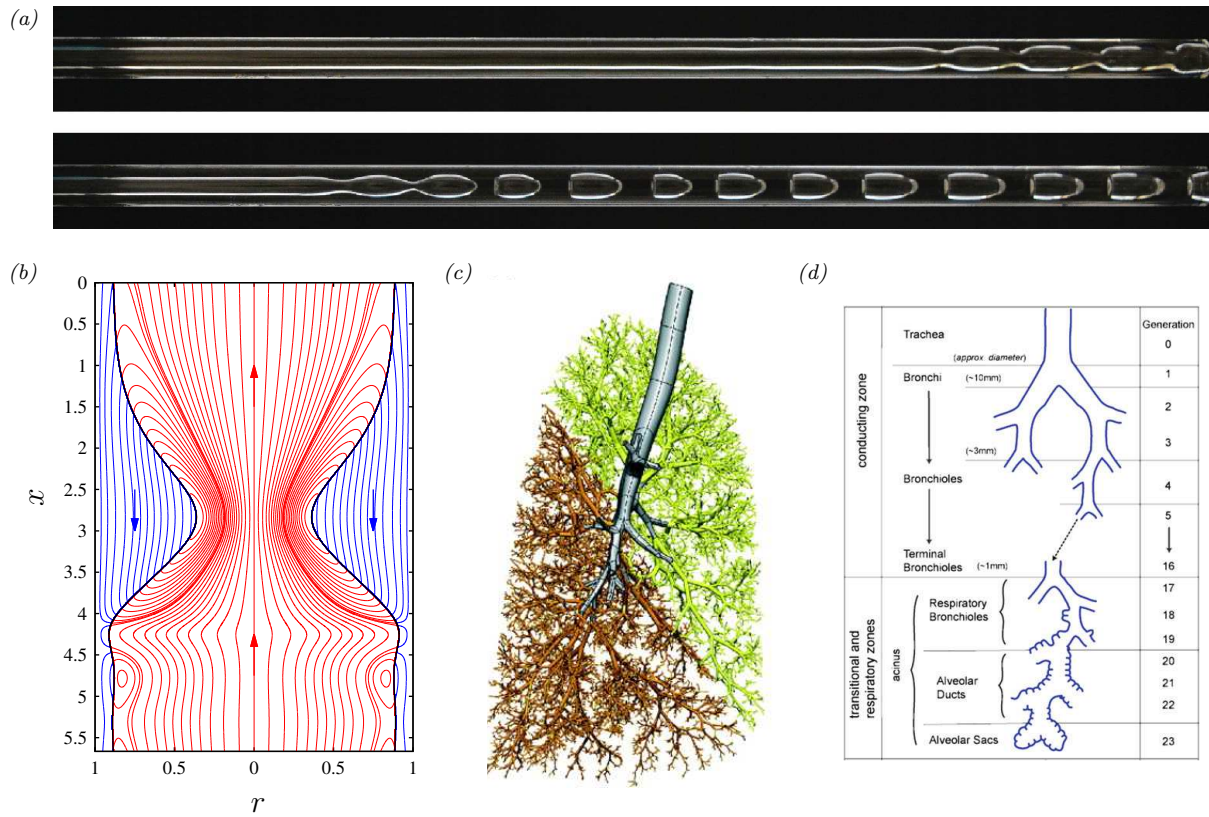 (a)
(b)
(c)
(d)
0
0.5
1
1.5
2
2.5
3
3.5
4
4.5
5
5.5
x
1
0.5
0
0.5
1
r
Generation
Trachea
0
(approx diameter)
Bronchi
(~10mm)
1
2
3
(~3mm)
Bronchioles
4
5
Terminal
Bronchioles
(~1mm)
16
17
Respiratory
Bronchioles
18
19
20
Alveolar
Ducts
21
22
Alveolar Sacs
23
conducting zone
transitional and
respiratory zones
acinus